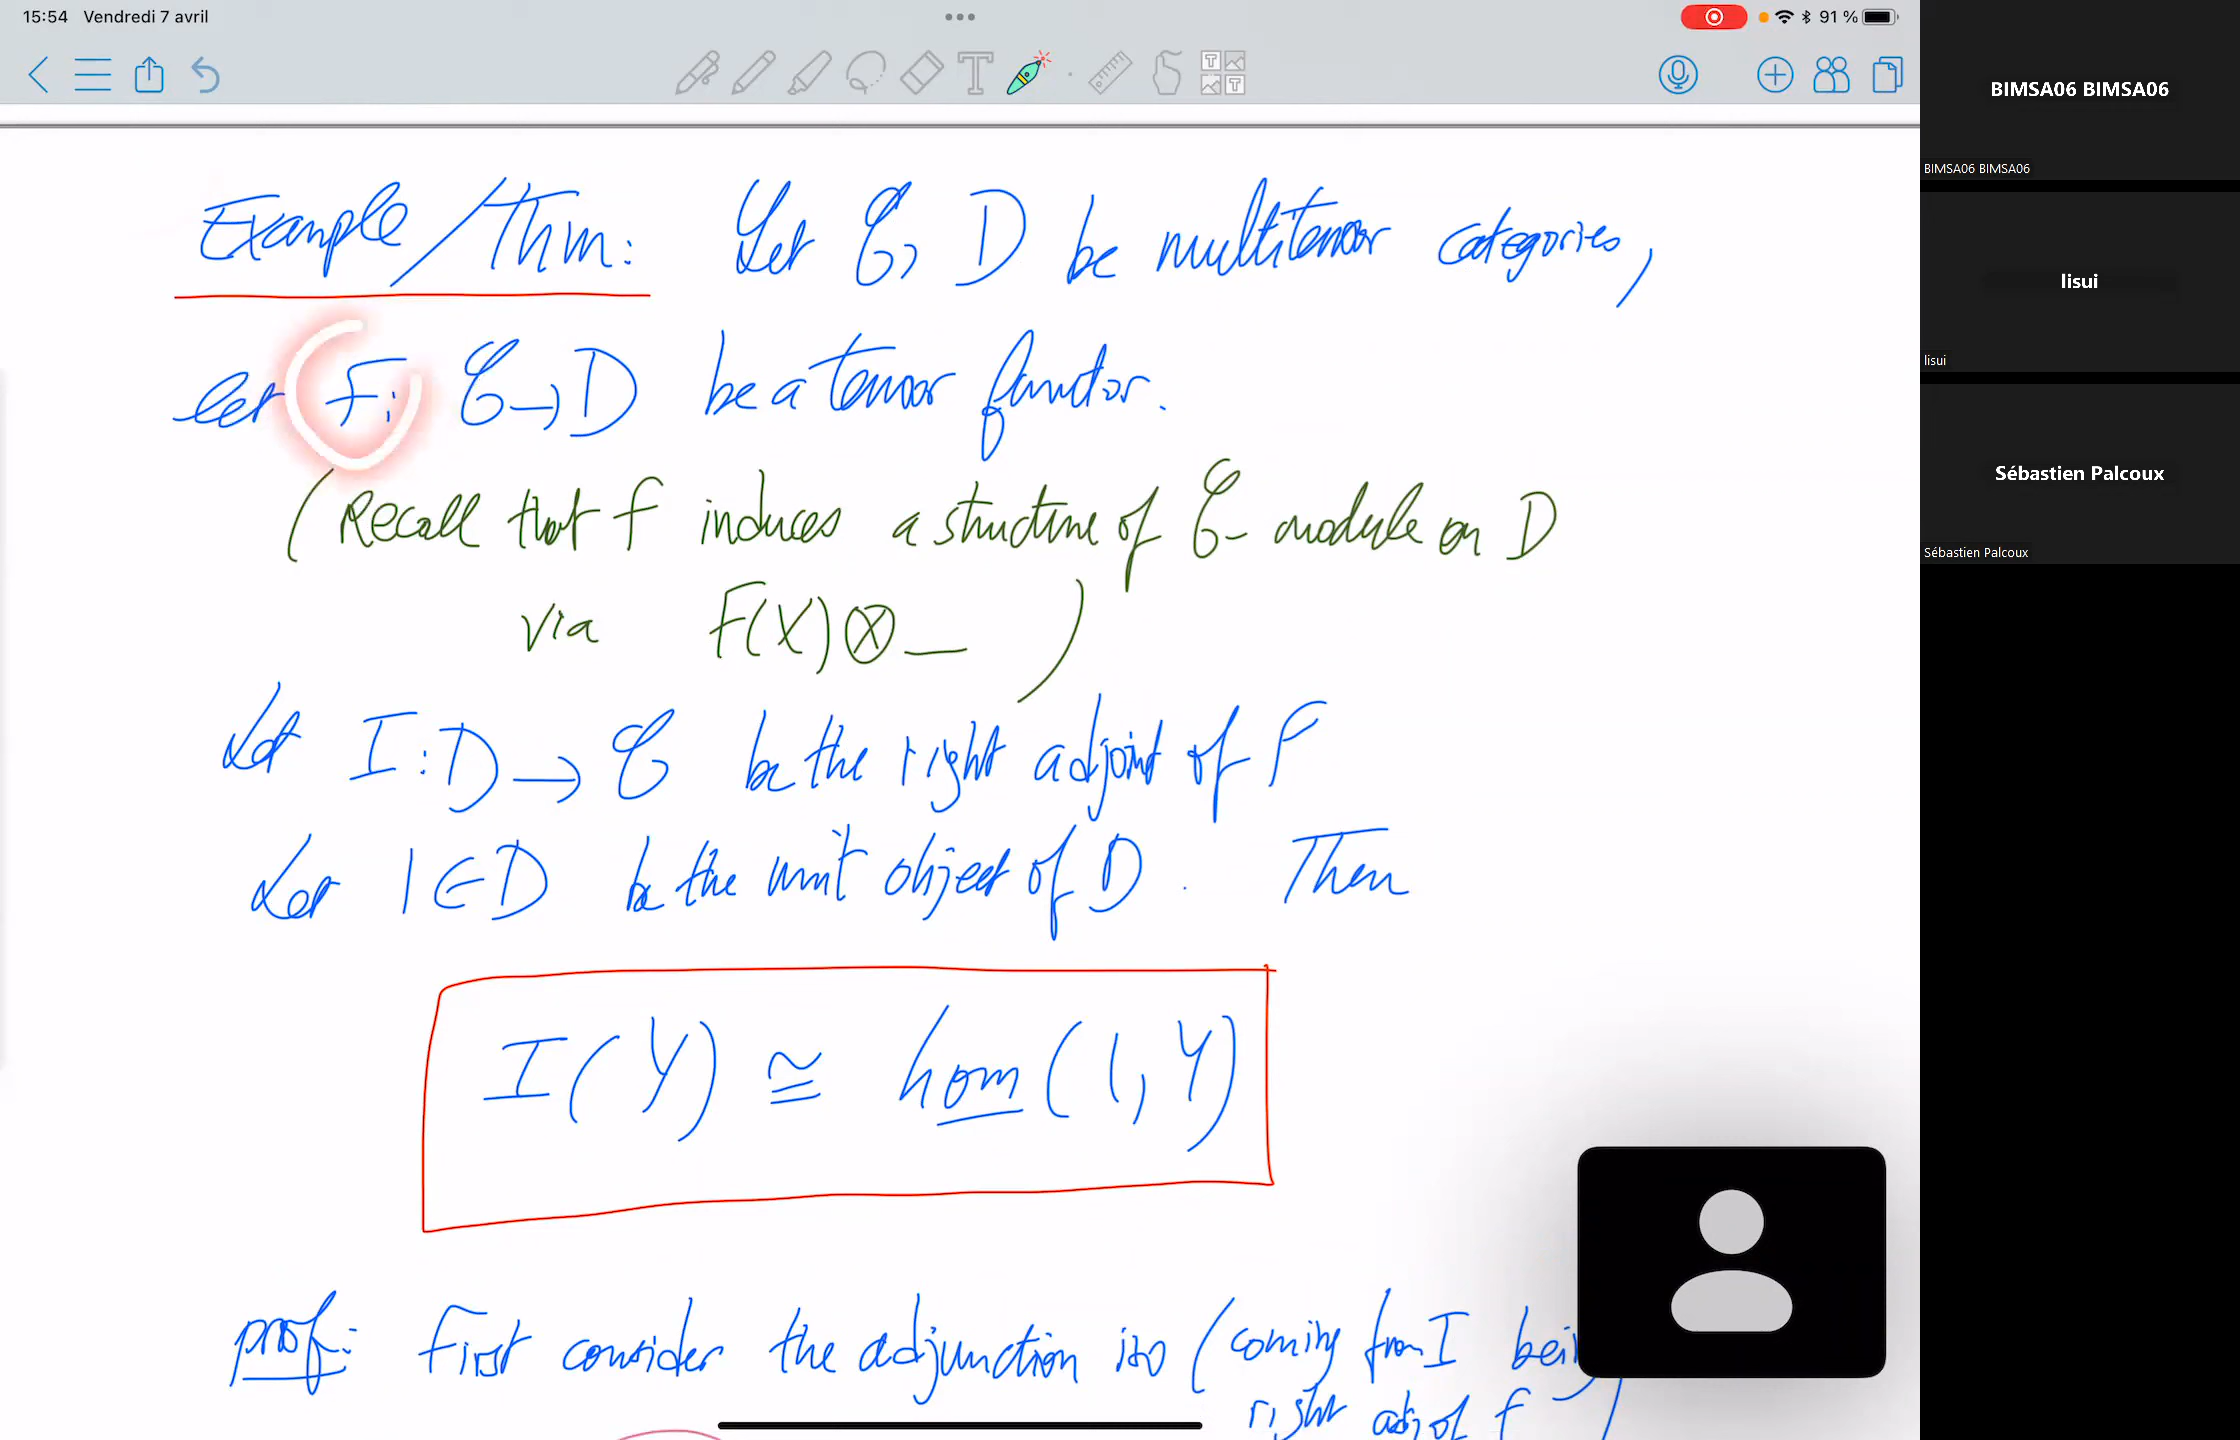 15:54 Vendredi 7 avril
91 %
Example/Thm: Let 𝒞, D be multitensor categories,
let F: 𝒞 → D be a tensor functor.
(Recall that F induces a structure of 𝒞-module on D
via F(X)⊗_ )
Let I: D → 𝒞 be the right adjoint of F
Let 1 ∈ D be the unit object of D. Then
I(Y) ≅ hom(1, Y)
proof: First consider the adjunction iso (coming from I
right adj of F )
BIMSA06 BIMSA06
BIMSA06 BIMSA06
lisui
lisui
Sébastien Palcoux
Sébastien Palcoux